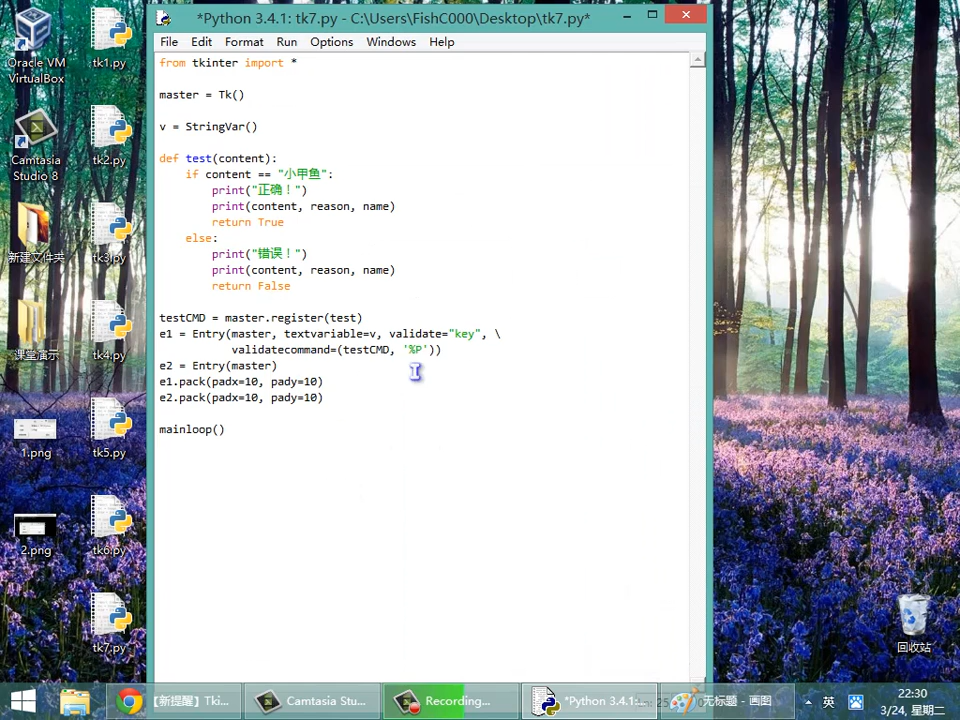 *Python 3.4.1: tk7.py - C:\Users\FishC000\Desktop\tk7.py*
File Edit Format Run Options Windows Help
from tkinter import *
master = Tk()
v = StringVar()
def test(content):
if content == "小甲鱼":
print("正确！")
print(content, reason, name)
return True
else:
print("错误！")
print(content, reason, name)
return False
testCMD = master.register(test)
e1 = Entry(master, textvariable=v, validate="key", \
validatecommand=(testCMD, '%P'))
e2 = Entry(master)
e1.pack(padx=10, pady=10)
e2.pack(padx=10, pady=10)
mainloop()
Oracle VM
VirtualBox
Camtasia
Studio 8
新建文件夹
课堂演示
1.png
2.png
tk1.py
tk2.py
tk3.py
tk4.py
tk5.py
tk6.py
tk7.py
回收站
【新提醒】Tki...
Camtasia Stu...
Recording...
*Python 3.4.1:...
无标题 - 画图
英
22:30
3/24, 星期二